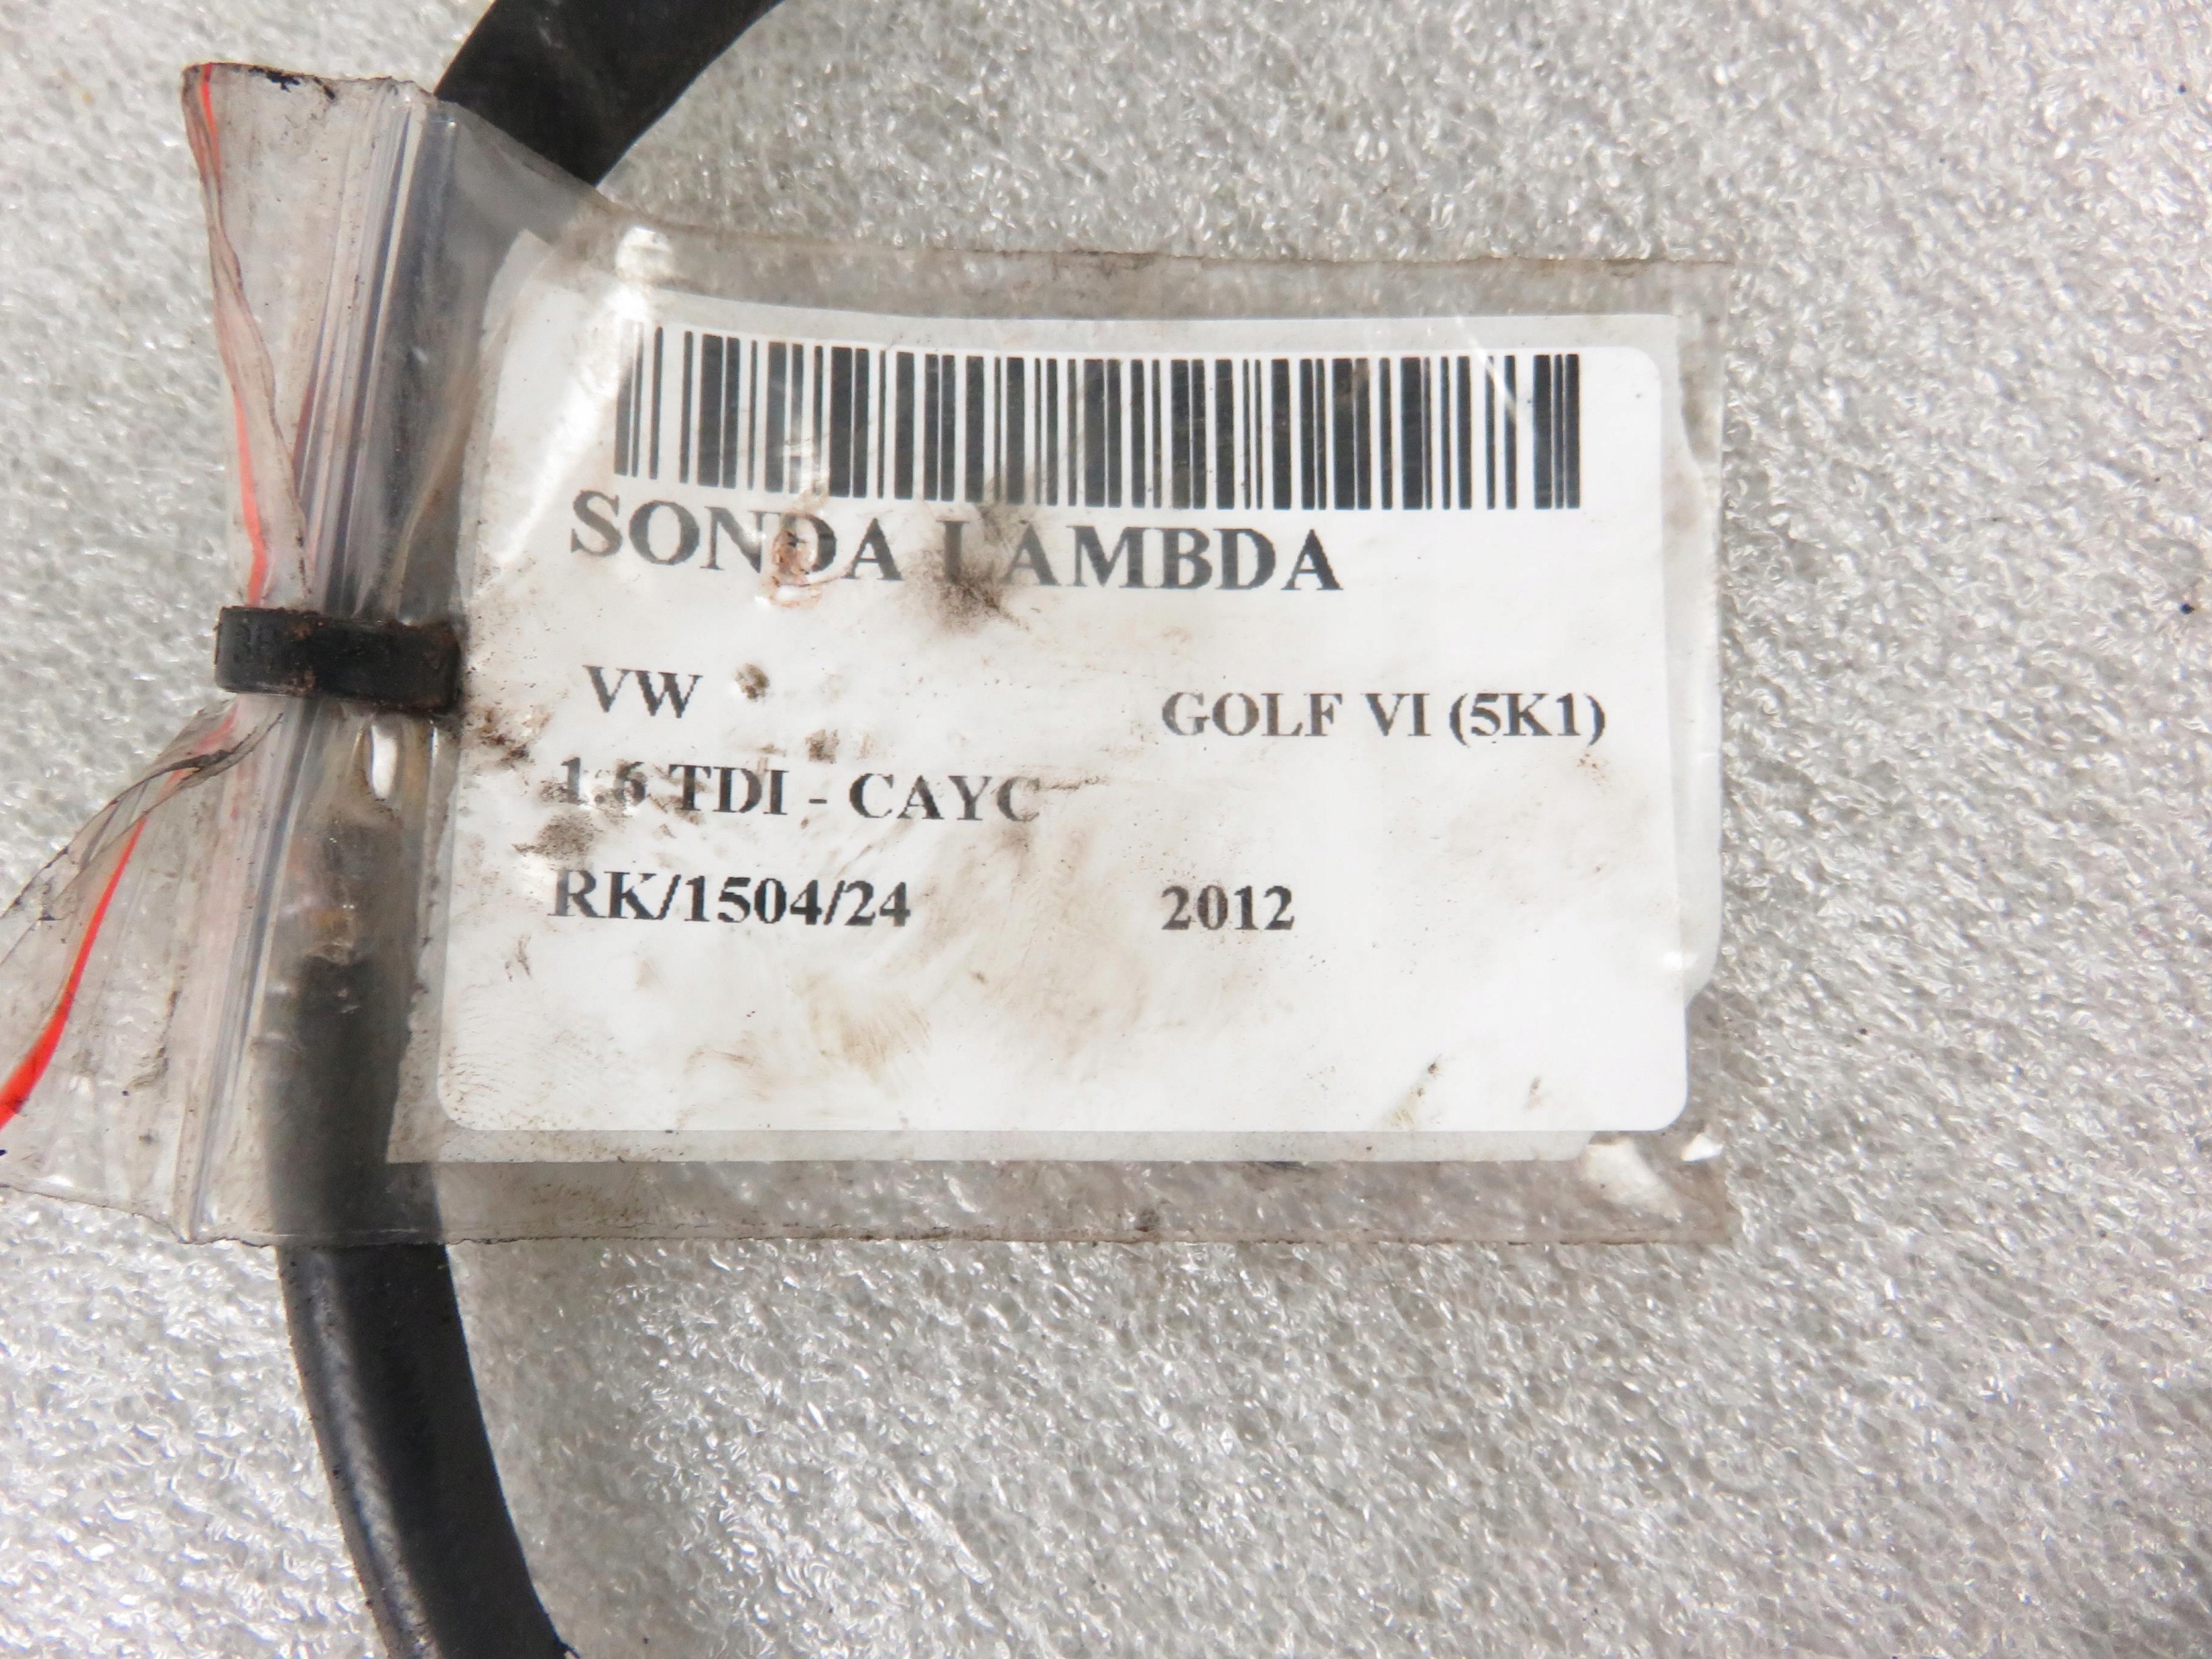 SONDA LAMBDA
VW GOLF VI (5K1)
1.6 TDI - CAYC
RK/1504/24 2012